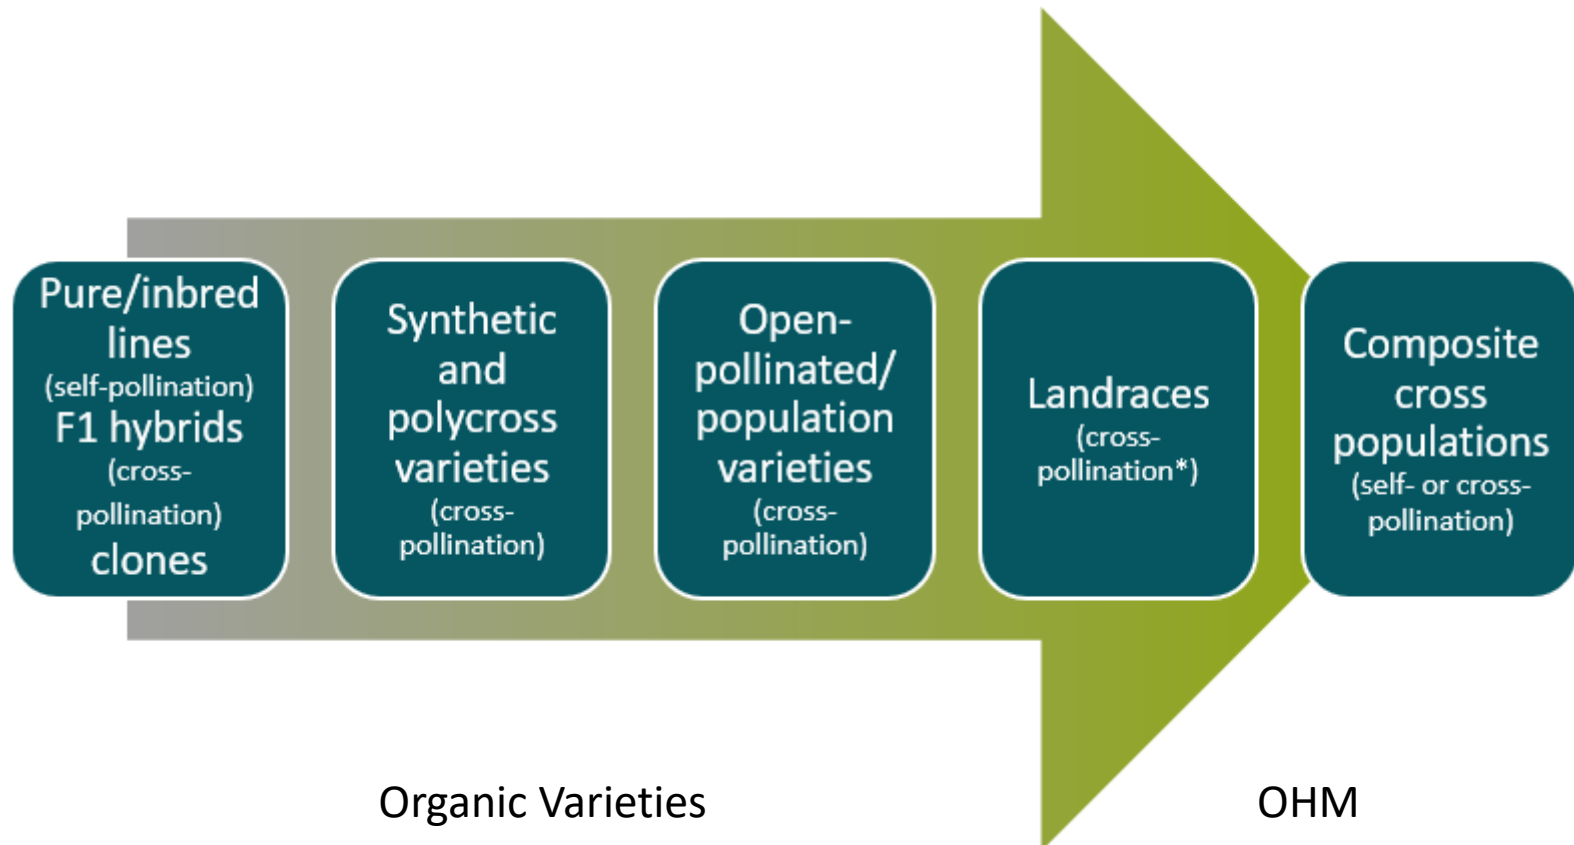 Pure/inbred
lines
(self-pollination)
F1 hybrids
(cross-
pollination)
clones
Synthetic
and
polycross
varieties
(cross-
pollination)
Open-
pollinated/
population
varieties
(cross-
pollination)
Landraces
(cross-
pollination*)
Composite
cross
populations
(self- or cross-
pollination)
Organic Varieties
OHM